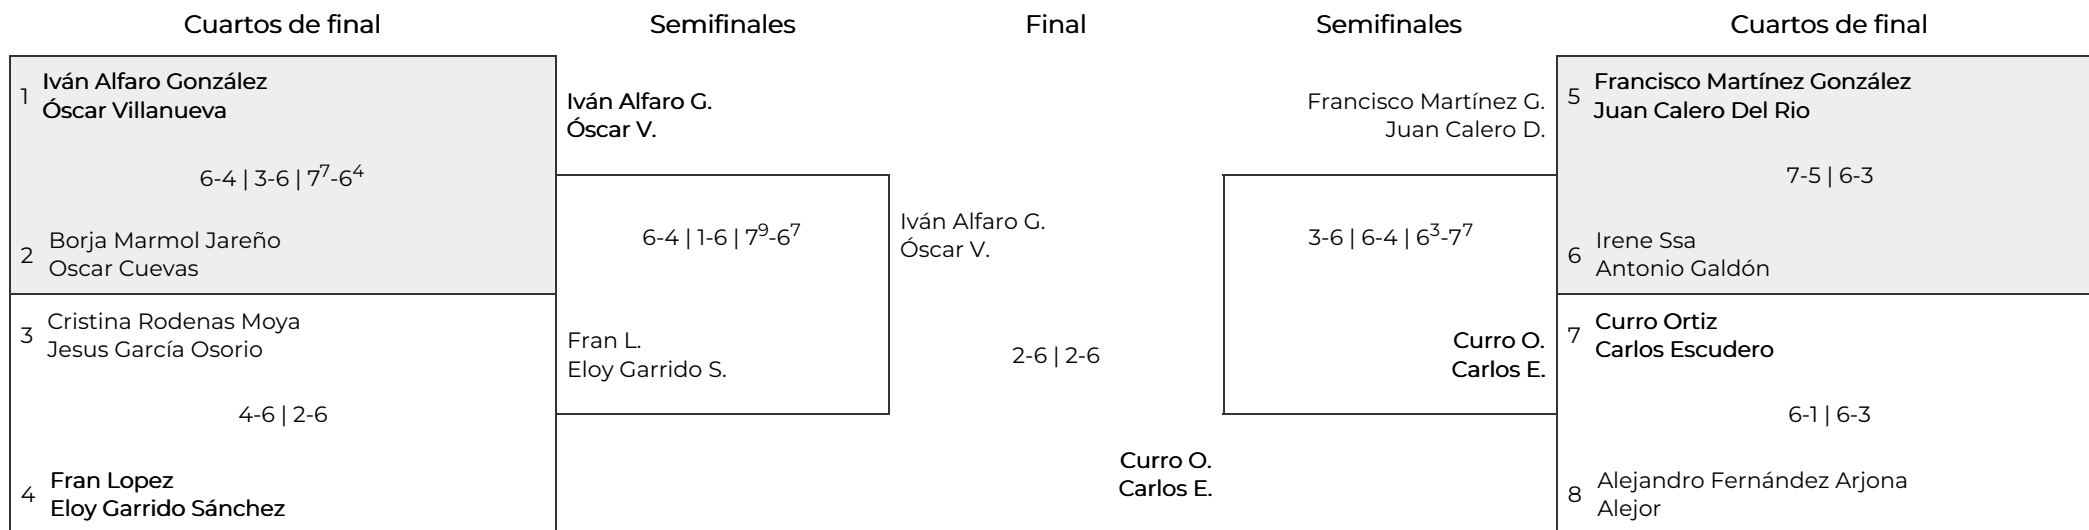 Cuartos de final
Semifinales
Final
Semifinales
Cuartos de final
1
Iván Alfaro González
Óscar Villanueva
6-4 | 3-6 | 7⁷-6⁴
2
Borja Marmol Jareño
Oscar Cuevas
3
Cristina Rodenas Moya
Jesus García Osorio
4-6 | 2-6
4
Fran Lopez
Eloy Garrido Sánchez
Iván Alfaro G.
Óscar V.
6-4 | 1-6 | 7⁹-6⁷
Fran L.
Eloy Garrido S.
Iván Alfaro G.
Óscar V.
2-6 | 2-6
Curro O.
Carlos E.
Francisco Martínez G.
Juan Calero D.
3-6 | 6-4 | 6³-7⁷
Curro O.
Carlos E.
5
Francisco Martínez González
Juan Calero Del Rio
7-5 | 6-3
6
Irene Ssa
Antonio Galdón
7
Curro Ortiz
Carlos Escudero
6-1 | 6-3
8
Alejandro Fernández Arjona
Alejor